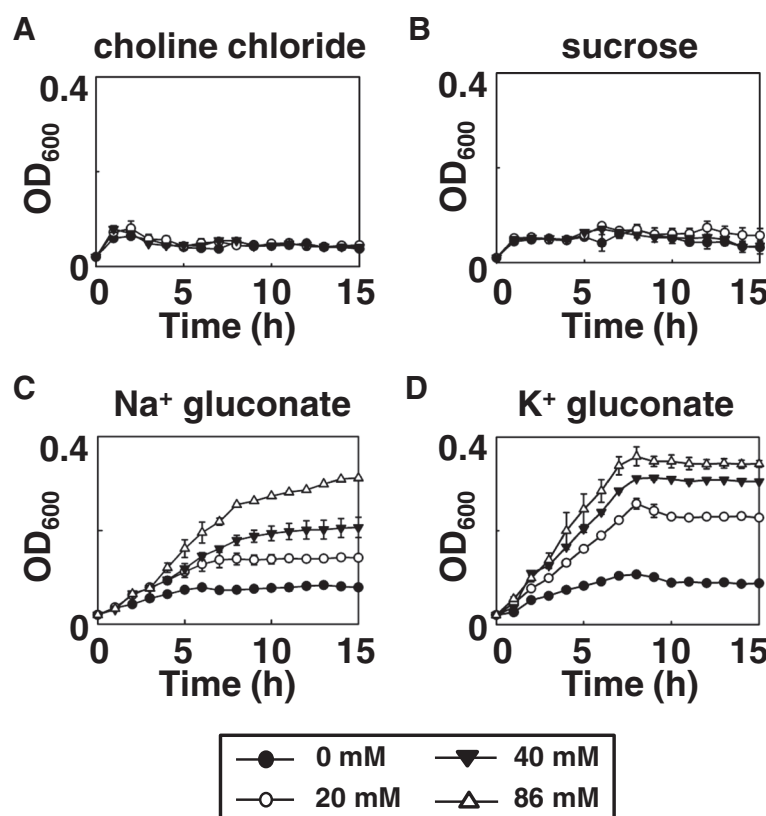 A
choline chloride
OD600
0.4
0
0 5 10 15
Time (h)
B
sucrose
OD600
0.4
0
0 5 10 15
Time (h)
C
Na+ gluconate
OD600
0.4
0
0 5 10 15
Time (h)
D
K+ gluconate
OD600
0.4
0
0 5 10 15
Time (h)
0 mM
40 mM
20 mM
86 mM